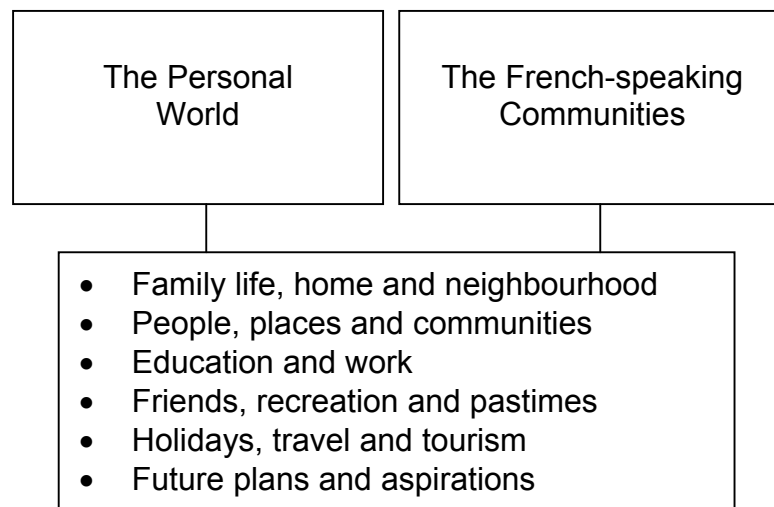 The Personal
World
The French-speaking
Communities
• Family life, home and neighbourhood
• People, places and communities
• Education and work
• Friends, recreation and pastimes
• Holidays, travel and tourism
• Future plans and aspirations